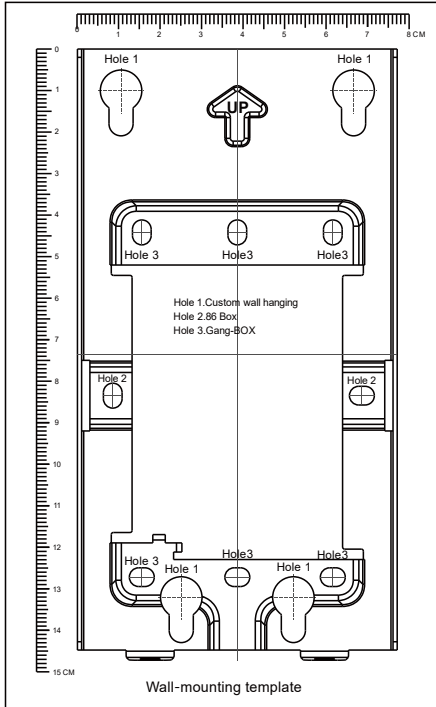 0 1 2 3 4 5 6 7 8 CM
0
Hole 1 Hole 1
1
UP
2
3
4
Hole 3 Hole3 Hole3
5
6
Hole 1.Custom wall hanging
Hole 2.86 Box
Hole 3.Gang-BOX
7
Hole 2 Hole 2
8
9
10
11
12
Hole 3 Hole 1 Hole3 Hole 1 Hole3
13
14
15 CM
Wall-mounting template